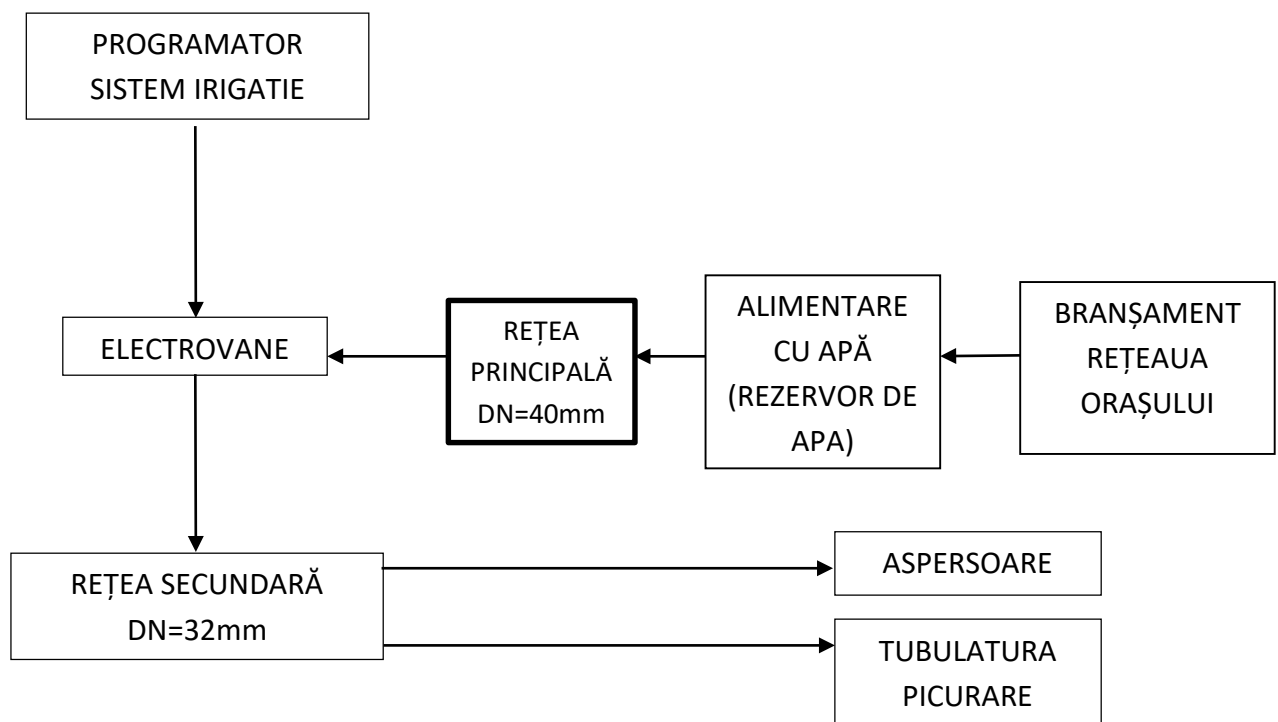 PROGRAMATOR
SISTEM IRIGATIE
ELECTROVANE
REȚEA
PRINCIPALĂ
DN=40mm
ALIMENTARE
CU APĂ
(REZERVOR DE
APA)
BRANȘAMENT
REȚEAUA
ORAȘULUI
REȚEA SECUNDARĂ
DN=32mm
ASPERSOARE
TUBULATURA
PICURARE